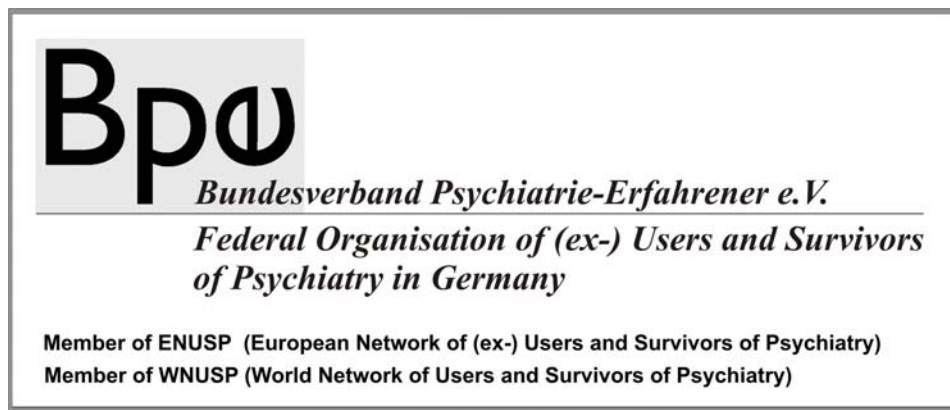 Bpe
Bundesverband Psychiatrie-Erfahrener e.V.
Federal Organisation of (ex-) Users and Survivors
of Psychiatry in Germany
Member of ENUSP (European Network of (ex-) Users and Survivors of Psychiatry)
Member of WNUSP (World Network of Users and Survivors of Psychiatry)